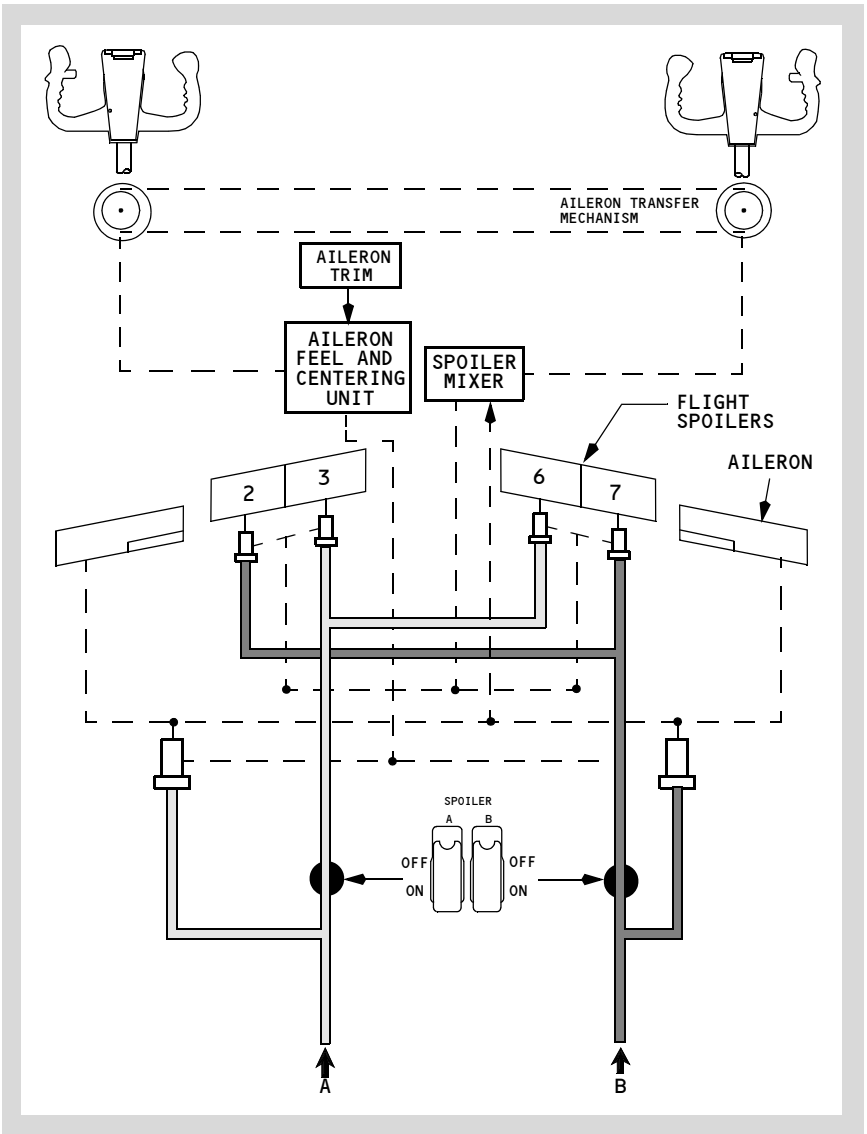 AILERON TRANSFER
MECHANISM
AILERON
TRIM
AILERON
FEEL AND
CENTERING
UNIT
SPOILER
MIXER
FLIGHT
SPOILERS
AILERON
2
3
6
7
SPOILER
A B
OFF OFF
ON ON
A
B